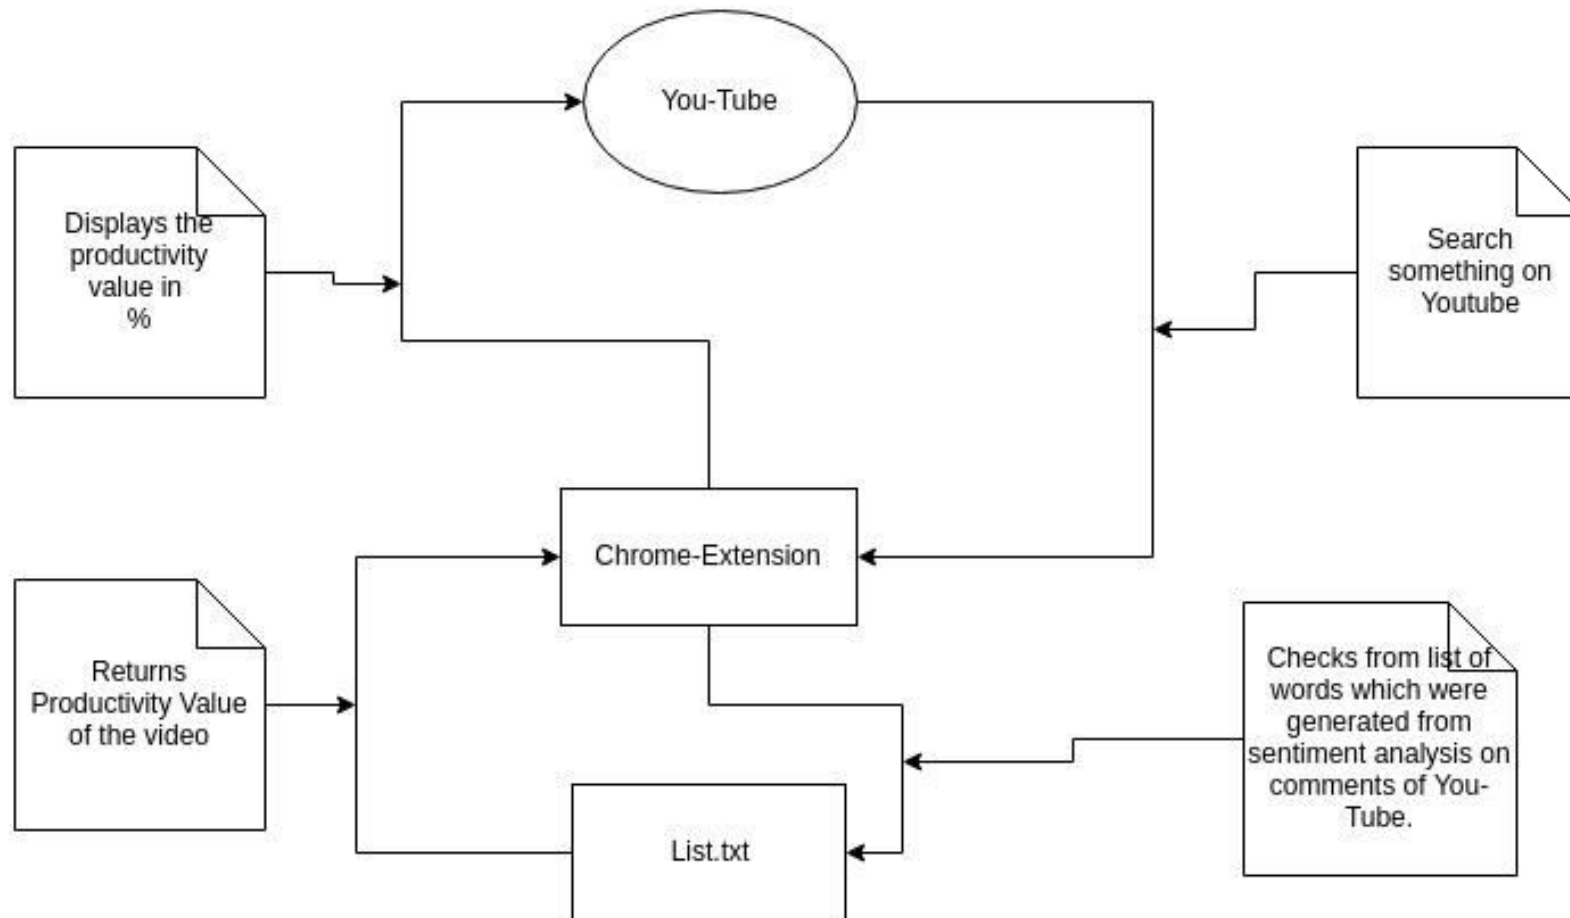 You-Tube
Displays the
productivity
value in
%
Search
something on
Youtube
Chrome-Extension
Returns
Productivity Value
of the video
Checks from list of
words which were
generated from
sentiment analysis on
comments of You-
Tube.
List.txt